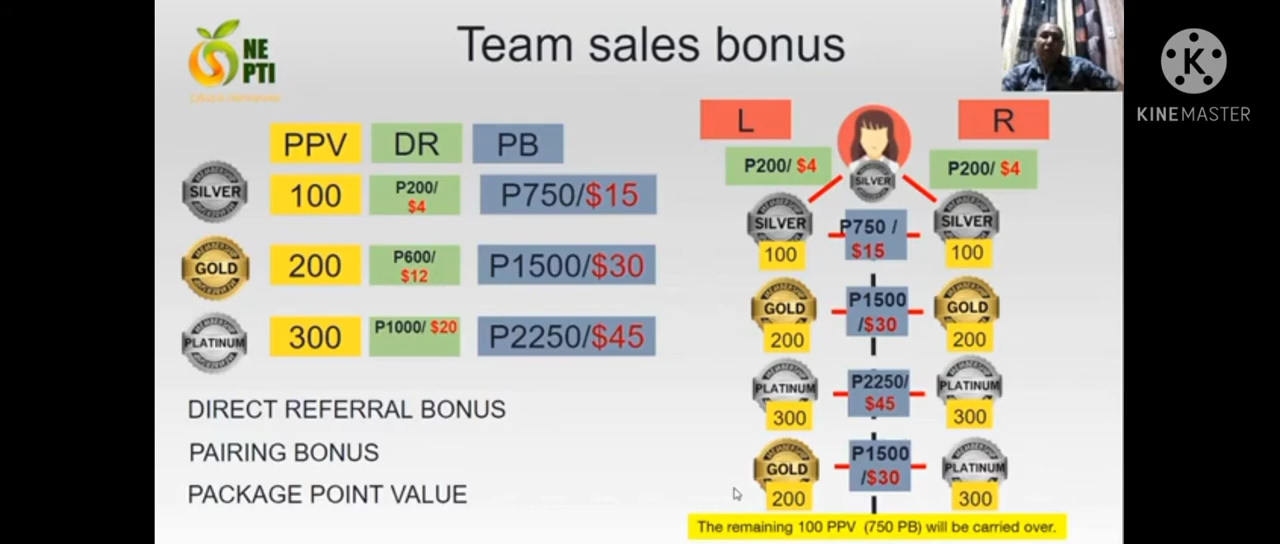 NE
PTI
Team sales bonus
KINEMASTER
PPV DR PB
SILVER 100 P200/ $4 P750/$15
GOLD 200 P600/ $12 P1500/$30
PLATINUM 300 P1000/ $20 P2250/$45
DIRECT REFERRAL BONUS
PAIRING BONUS
PACKAGE POINT VALUE
L R
P200/ $4 P200/ $4
SILVER
SILVER P750 / $15 SILVER
100 100
GOLD P1500 /$30 GOLD
200 200
PLATINUM P2250/ $45 PLATINUM
300 300
GOLD P1500 /$30 PLATINUM
200 300
The remaining 100 PPV (750 PB) will be carried over.